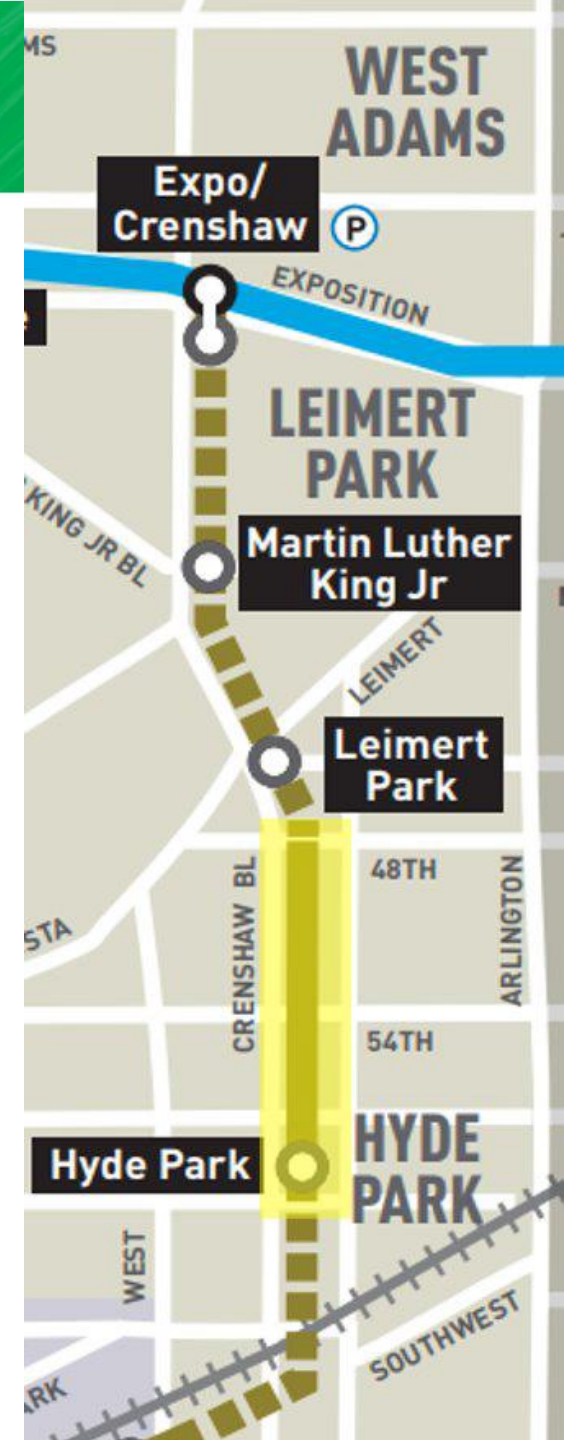 MS
WEST
ADAMS
Expo/
Crenshaw
P
EXPOSITION
LEIMERT
PARK
KING JR BL
Martin Luther
King Jr
LEIMERT
Leimert
Park
48TH
CRENSHAW BL
ARLINGTON
STA
54TH
HYDE
PARK
Hyde Park
WEST
SOUTHWEST
ARK